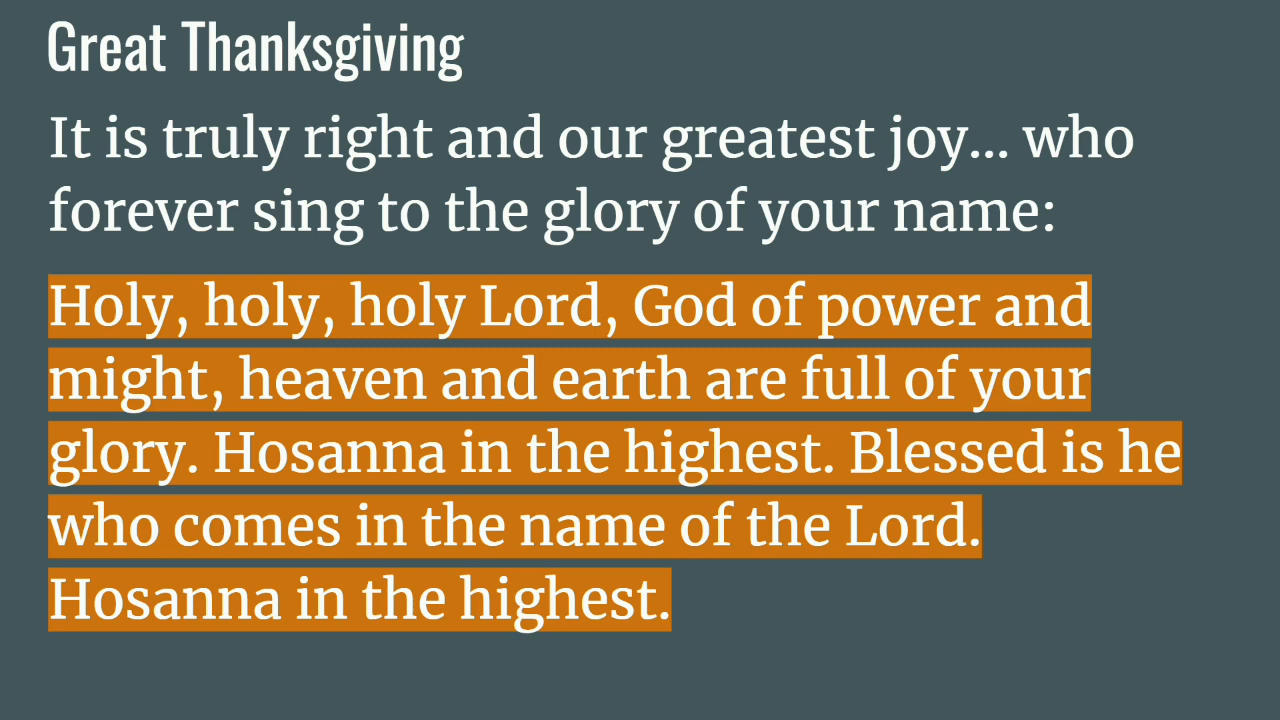 Great Thanksgiving
It is truly right and our greatest joy... who
forever sing to the glory of your name:
Holy, holy, holy Lord, God of power and
might, heaven and earth are full of your
glory. Hosanna in the highest. Blessed is he
who comes in the name of the Lord.
Hosanna in the highest.